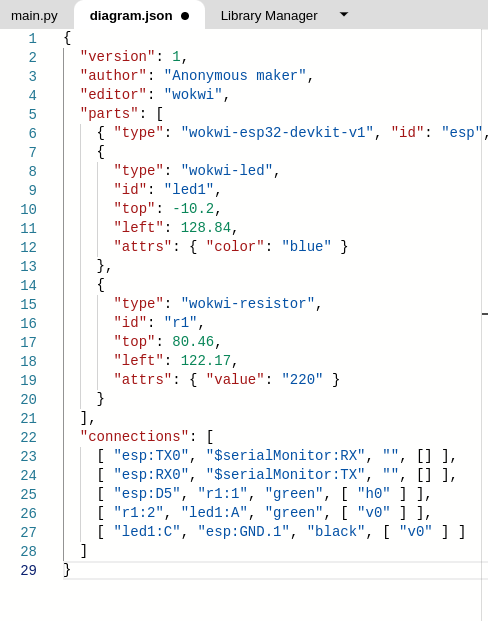 main.py diagram.json Library Manager
1 {
2 "version": 1,
3 "author": "Anonymous maker",
4 "editor": "wokwi",
5 "parts": [
6 { "type": "wokwi-esp32-devkit-v1", "id": "esp",
7 {
8 "type": "wokwi-led",
9 "id": "led1",
10 "top": -10.2,
11 "left": 128.84,
12 "attrs": { "color": "blue" }
13 },
14 {
15 "type": "wokwi-resistor",
16 "id": "r1",
17 "top": 80.46,
18 "left": 122.17,
19 "attrs": { "value": "220" }
20 }
21 ],
22 "connections": [
23 [ "esp:TX0", "$serialMonitor:RX", "", [] ],
24 [ "esp:RX0", "$serialMonitor:TX", "", [] ],
25 [ "esp:D5", "r1:1", "green", [ "h0" ] ],
26 [ "r1:2", "led1:A", "green", [ "v0" ] ],
27 [ "led1:C", "esp:GND.1", "black", [ "v0" ] ]
28 ]
29 }